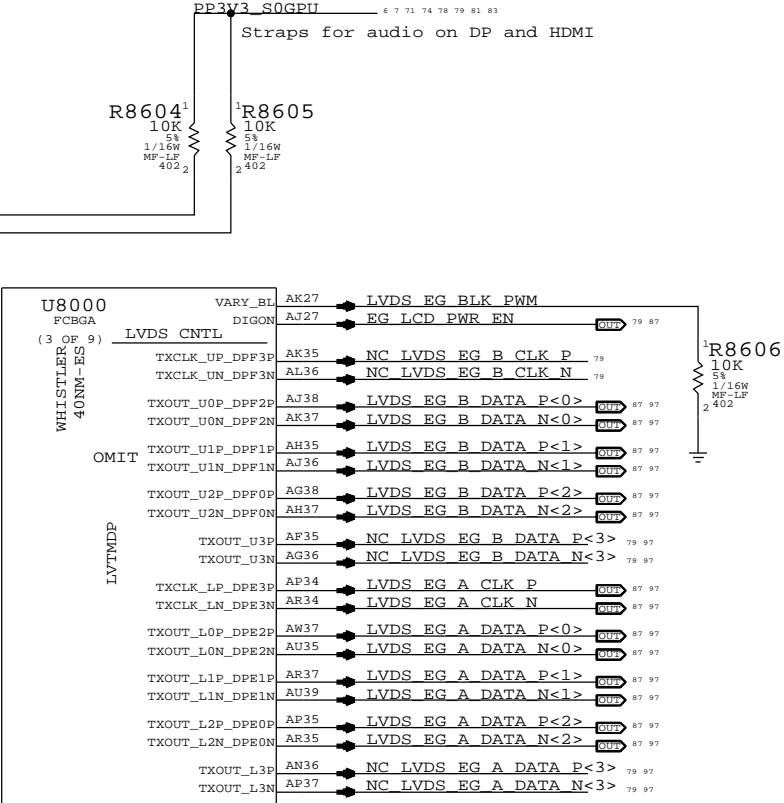 PP3V3_S0GPU 6 7 71 74 78 79 81 83
Straps for audio on DP and HDMI
R8604 1
10K
5%
1/16W
MF-LF
402 2
1 R8605
10K
5%
1/16W
MF-LF
2 402
U8000
FCBGA
(3 OF 9)
WHISTLER
40NM-ES
LVDS CNTL
OMIT
LVTMDP
VARY_BL AK27 LVDS_EG_BLK_PWM
DIGON AJ27 EG_LCD_PWR_EN OUT 79 87
TXCLK_UP_DPF3P AK35 NC_LVDS_EG_B_CLK_P 79
TXCLK_UN_DPF3N AL36 NC_LVDS_EG_B_CLK_N 79
TXOUT_U0P_DPF2P AJ38 LVDS_EG_B_DATA_P<0> OUT 87 97
TXOUT_U0N_DPF2N AK37 LVDS_EG_B_DATA_N<0> OUT 87 97
TXOUT_U1P_DPF1P AH35 LVDS_EG_B_DATA_P<1> OUT 87 97
TXOUT_U1N_DPF1N AJ36 LVDS_EG_B_DATA_N<1> OUT 87 97
TXOUT_U2P_DPF0P AG38 LVDS_EG_B_DATA_P<2> OUT 87 97
TXOUT_U2N_DPF0N AH37 LVDS_EG_B_DATA_N<2> OUT 87 97
TXOUT_U3P AF35 NC_LVDS_EG_B_DATA_P<3> 79 97
TXOUT_U3N AG36 NC_LVDS_EG_B_DATA_N<3> 79 97
TXCLK_LP_DPE3P AP34 LVDS_EG_A_CLK_P OUT 87 97
TXCLK_LN_DPE3N AR34 LVDS_EG_A_CLK_N OUT 87 97
TXOUT_L0P_DPE2P AW37 LVDS_EG_A_DATA_P<0> OUT 87 97
TXOUT_L0N_DPE2N AU35 LVDS_EG_A_DATA_N<0> OUT 87 97
TXOUT_L1P_DPE1P AR37 LVDS_EG_A_DATA_P<1> OUT 87 97
TXOUT_L1N_DPE1N AU39 LVDS_EG_A_DATA_N<1> OUT 87 97
TXOUT_L2P_DPE0P AP35 LVDS_EG_A_DATA_P<2> OUT 87 97
TXOUT_L2N_DPE0N AR35 LVDS_EG_A_DATA_N<2> OUT 87 97
TXOUT_L3P AN36 NC_LVDS_EG_A_DATA_P<3> 79 97
TXOUT_L3N AP37 NC_LVDS_EG_A_DATA_N<3> 79 97
1 R8606
10K
5%
1/16W
MF-LF
2 402